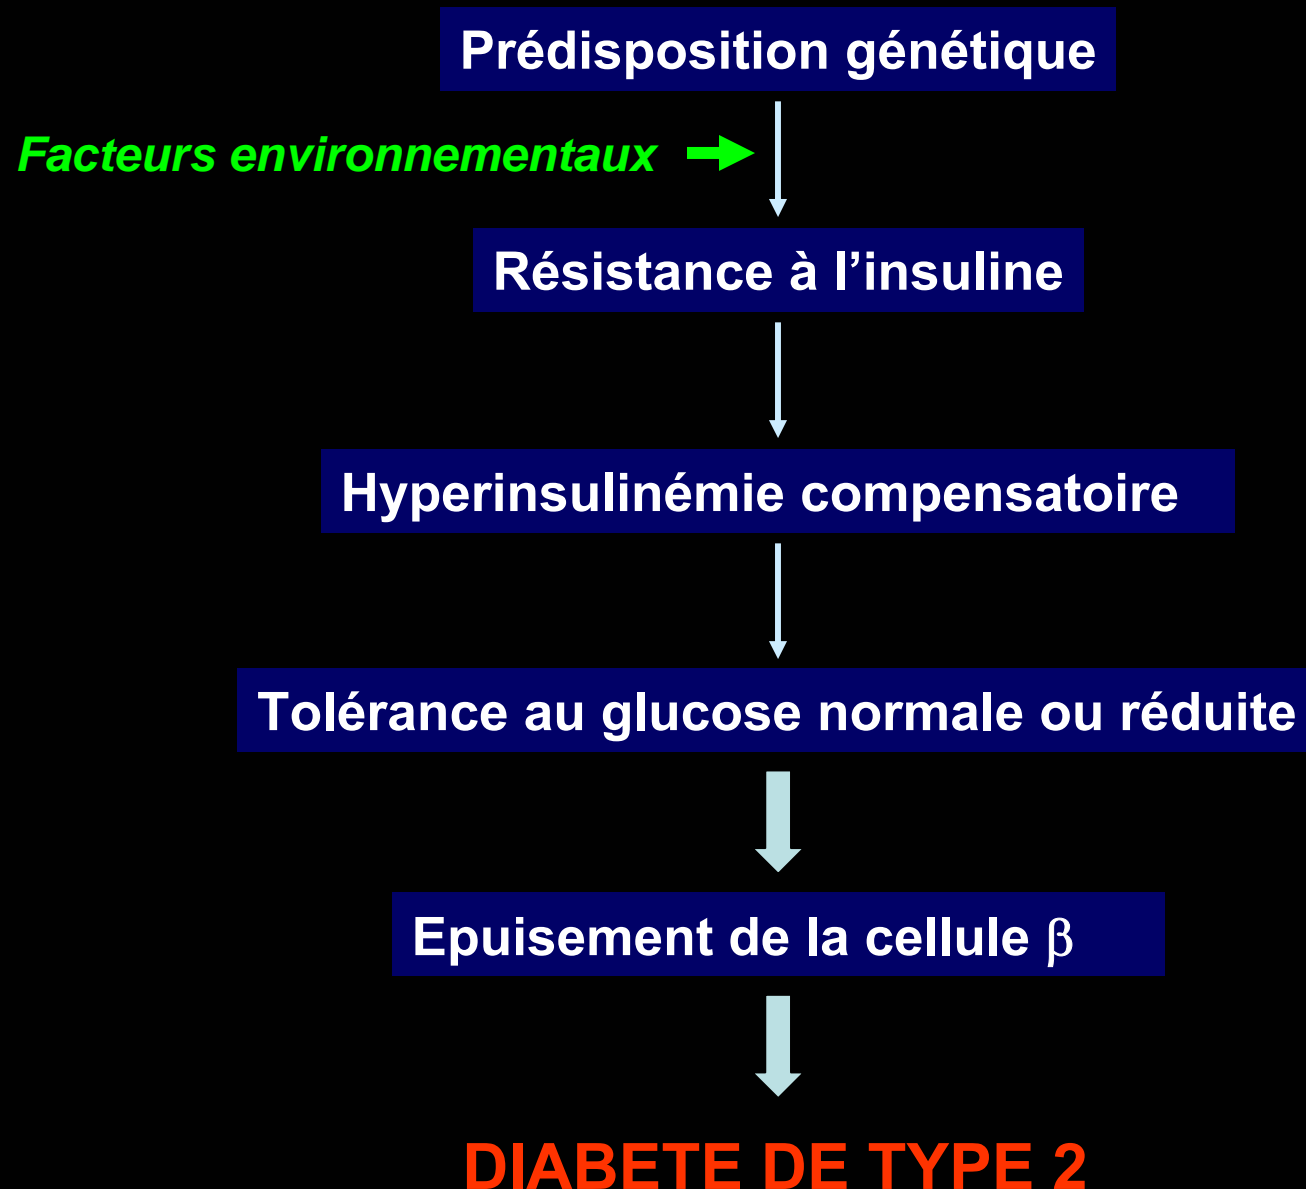 Prédisposition génétique
Facteurs environnementaux
Résistance à l’insuline
Hyperinsulinémie compensatoire
Tolérance au glucose normale ou réduite
Epuisement de la cellule β
DIABETE DE TYPE 2